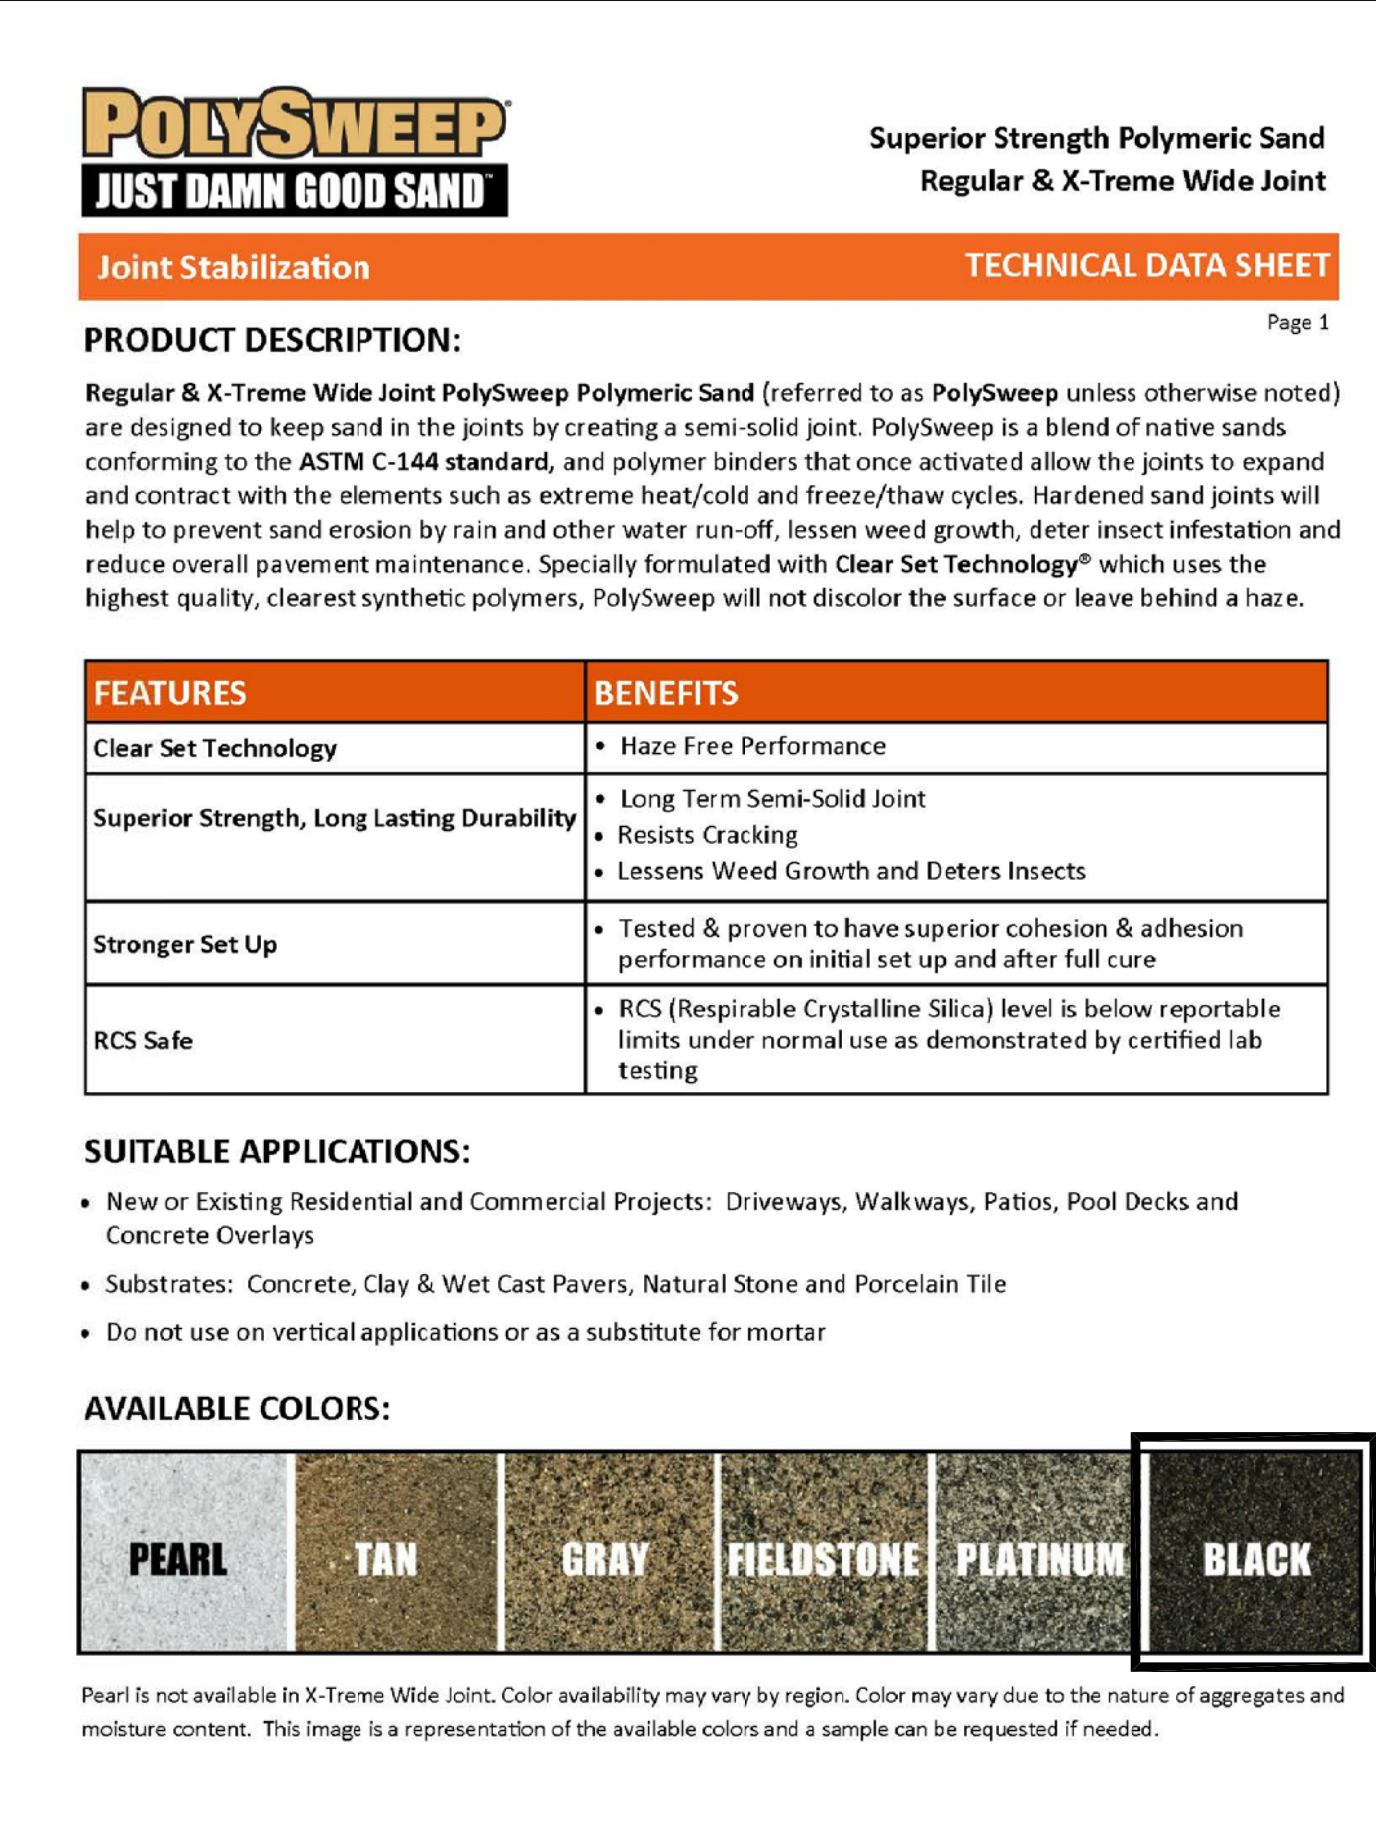 POLYSWEEP®
JUST DAMN GOOD SAND™
Superior Strength Polymeric Sand
Regular & X-Treme Wide Joint
Joint Stabilization
TECHNICAL DATA SHEET
Page 1
PRODUCT DESCRIPTION:
Regular & X-Treme Wide Joint PolySweep Polymeric Sand (referred to as PolySweep unless otherwise noted)
are designed to keep sand in the joints by creating a semi-solid joint. PolySweep is a blend of native sands
conforming to the ASTM C-144 standard, and polymer binders that once activated allow the joints to expand
and contract with the elements such as extreme heat/cold and freeze/thaw cycles. Hardened sand joints will
help to prevent sand erosion by rain and other water run-off, lessen weed growth, deter insect infestation and
reduce overall pavement maintenance. Specially formulated with Clear Set Technology® which uses the
highest quality, clearest synthetic polymers, PolySweep will not discolor the surface or leave behind a haze.
FEATURES
BENEFITS
Clear Set Technology
• Haze Free Performance
Superior Strength, Long Lasting Durability
• Long Term Semi-Solid Joint
• Resists Cracking
• Lessens Weed Growth and Deters Insects
Stronger Set Up
• Tested & proven to have superior cohesion & adhesion
performance on initial set up and after full cure
RCS Safe
• RCS (Respirable Crystalline Silica) level is below reportable
limits under normal use as demonstrated by certified lab
testing
SUITABLE APPLICATIONS:
• New or Existing Residential and Commercial Projects: Driveways, Walkways, Patios, Pool Decks and
Concrete Overlays
• Substrates: Concrete, Clay & Wet Cast Pavers, Natural Stone and Porcelain Tile
• Do not use on vertical applications or as a substitute for mortar
AVAILABLE COLORS:
PEARL
TAN
GRAY
FIELDSTONE
PLATINUM
BLACK
Pearl is not available in X-Treme Wide Joint. Color availability may vary by region. Color may vary due to the nature of aggregates and
moisture content. This image is a representation of the available colors and a sample can be requested if needed.